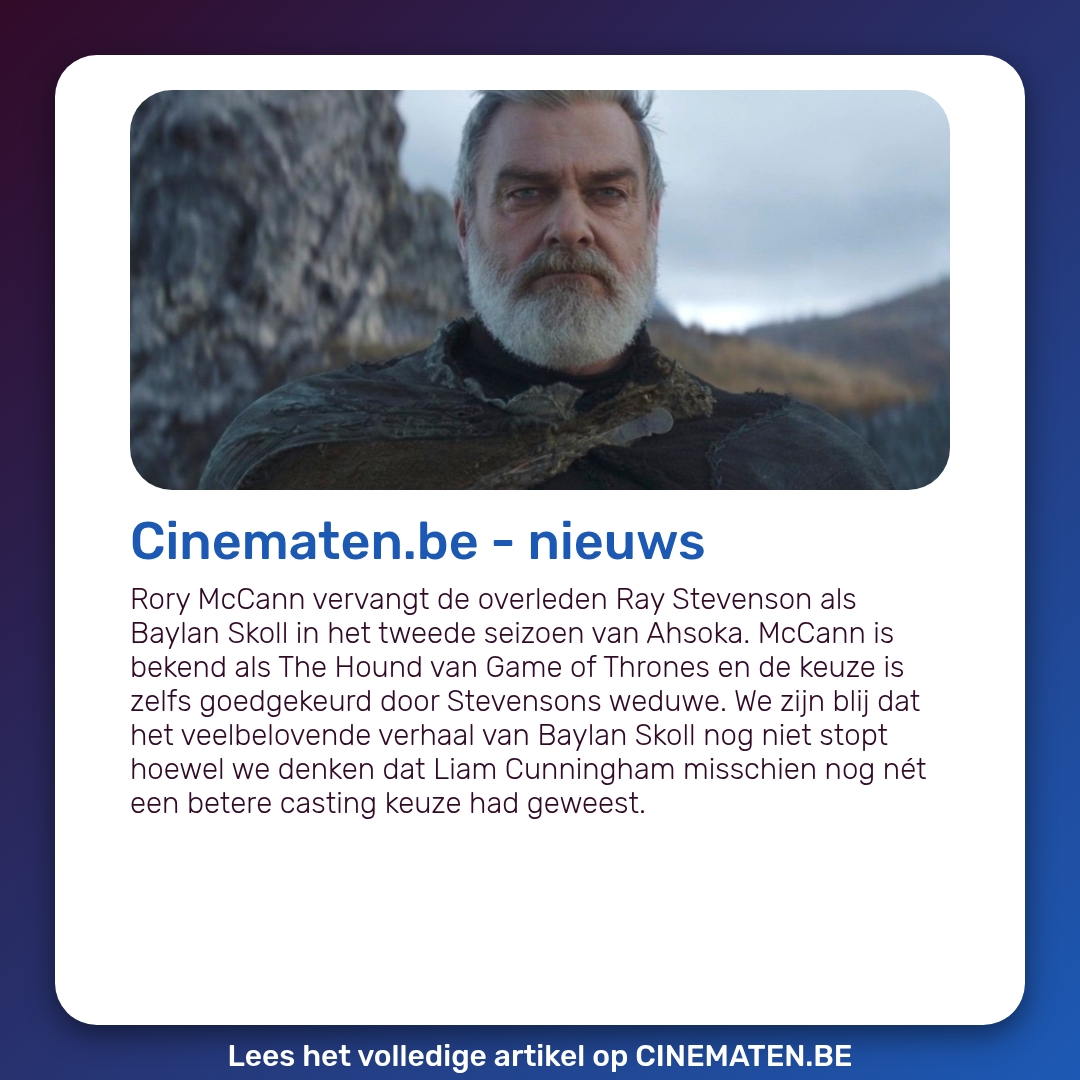 Cinematen.be - nieuws
Rory McCann vervangt de overleden Ray Stevenson als
Baylan Skoll in het tweede seizoen van Ahsoka. McCann is
bekend als The Hound van Game of Thrones en de keuze is
zelfs goedgekeurd door Stevensons weduwe. We zijn blij dat
het veelbelovende verhaal van Baylan Skoll nog niet stopt
hoewel we denken dat Liam Cunningham misschien nog nét
een betere casting keuze had geweest.
Lees het volledige artikel op CINEMATEN.BE